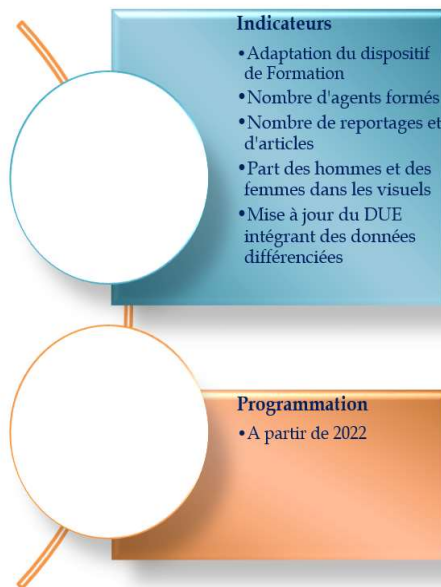 Indicateurs
•Adaptation du dispositif
de Formation
•Nombre d'agents formés
•Nombre de reportages et
d'articles
•Part des hommes et des
femmes dans les visuels
•Mise à jour du DUE
intégrant des données
différenciées
Programmation
•A partir de 2022